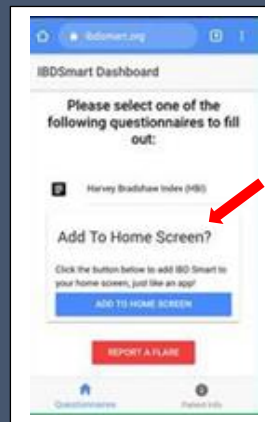 ibdsmart.org
IBDSmart Dashboard
Please select one of the
following questionnaires to fill
out:
Harvey Bradshaw Index (HBI)
Add To Home Screen?
Click the button below to add IBD Smart to
your home screen, just like an app!
ADD TO HOME SCREEN
REPORT A FLARE
Questionnaires
Patient Info